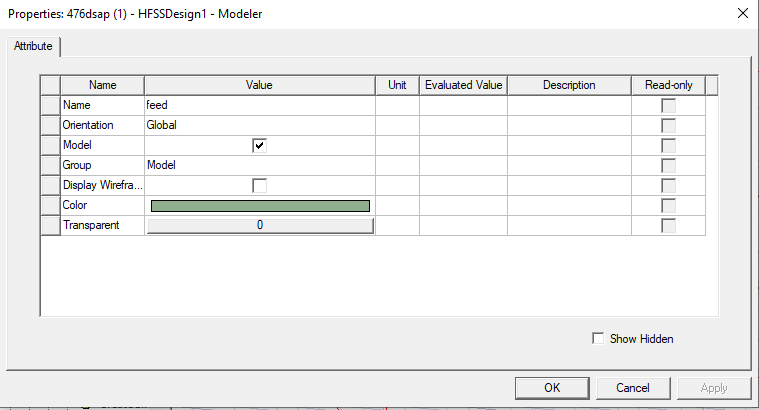 Properties: 476dsap (1) - HFSSDesign1 - Modeler
Attribute
Name Value Unit Evaluated Value Description Read-only
Name feed
Orientation Global
Model
Group Model
Display Wirefra...
Color
Transparent 0
Show Hidden
OK Cancel Apply